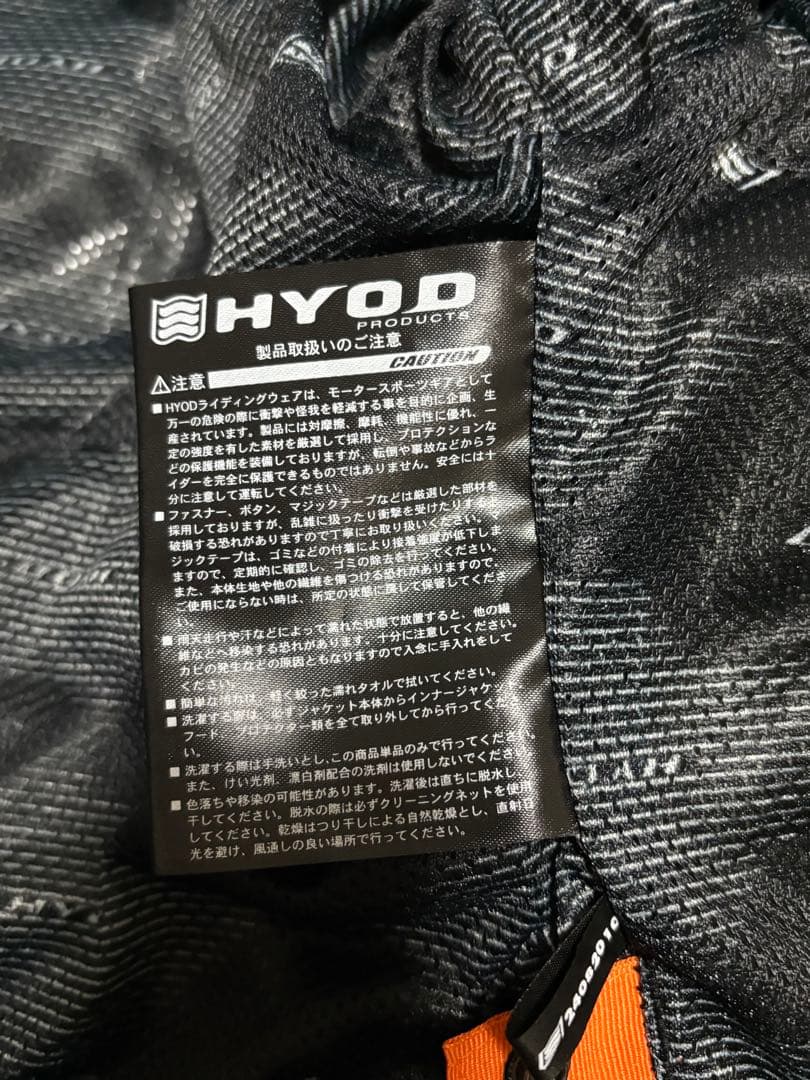 HYOD
PRODUCTS
製品取扱いのご注意
⚠注意 CAUTION
■ HYODライディングウェアは、モータースポーツギアとして
万一の危険の際に衝撃や怪我を軽減する事を目的に企画、生
産されています。製品には対摩擦、摩耗、機能性に優れ、一
定の強度を有した素材を厳選して採用し、プロテクションな
どの保護機能を装備しておりますが、転倒や事故などからラ
イダーを完全に保護できるものではありません。安全には十
分に注意して運転してください。
■ ファスナー、ボタン、マジックテープなどは厳選した部材を
採用しておりますが、乱雑に扱ったり衝撃を受けたりすると
破損する恐れがありますので丁寧にお取り扱いください。マ
ジックテープは、ゴミなどの付着により接着強度が低下しま
すので、定期的に確認し、ゴミの除去を行ってください。
また、本体生地や他の繊維を傷つける恐れがありますので、
ご使用にならない時は、所定の状態に戻して保管してくださ
い。
■ 雨天走行や汗などによって濡れた状態で放置すると、他の繊
維などへ移染する恐れがあります。十分に注意してください。
カビの発生などの原因ともなりますので入念に手入れをして
ください。
■ 簡単な汚れは、軽く絞った濡れタオルで拭いてください。
■ 洗濯する際は、必ずジャケット本体からインナージャケット、
フード、プロテクター類を全て取り外してから行ってくださ
い。
■ 洗濯する際は手洗いとし、この商品単品のみで行ってください。
また、けい光剤、漂白剤配合の洗剤は使用しないでください。
■ 色落ちや移染の可能性があります。洗濯後は直ちに脱水し、
干してください。脱水の際は必ずクリーニングネットを使用
してください。乾燥はつり干しによる自然乾燥とし、直射日
光を避け、風通しの良い場所で行ってください。